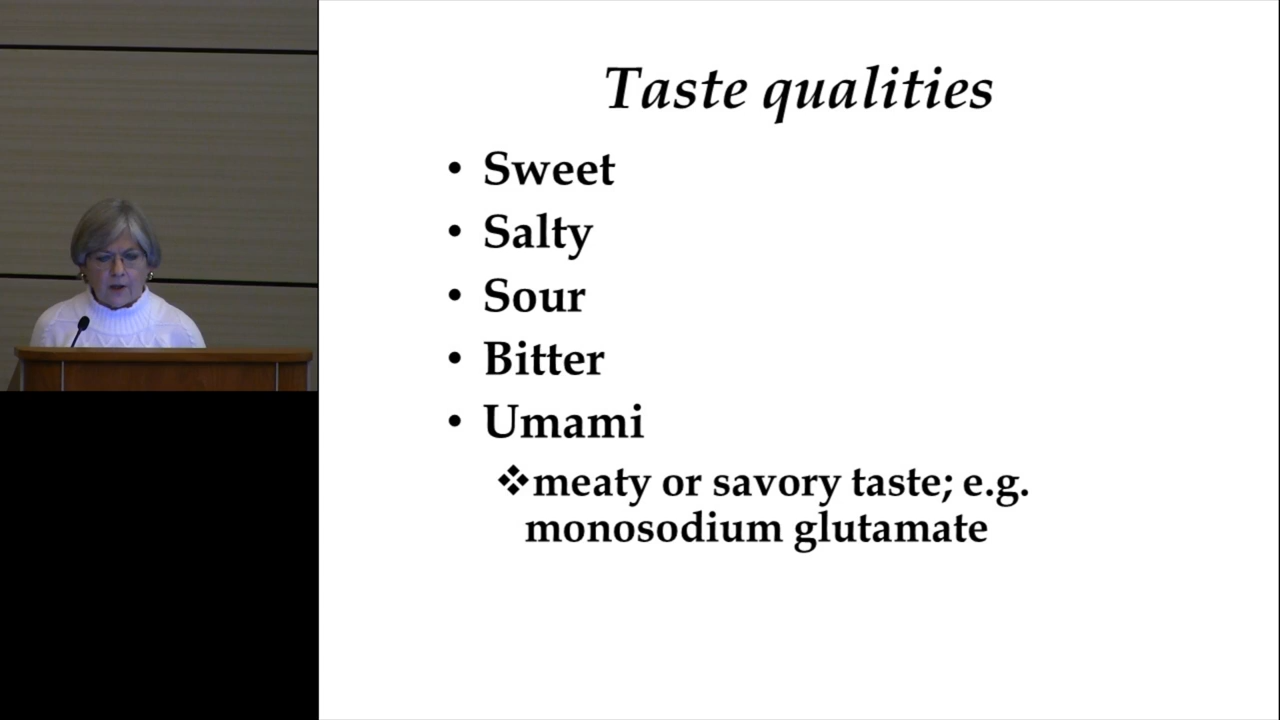 Taste qualities
• Sweet
• Salty
• Sour
• Bitter
• Umami
❖meaty or savory taste; e.g.
monosodium glutamate